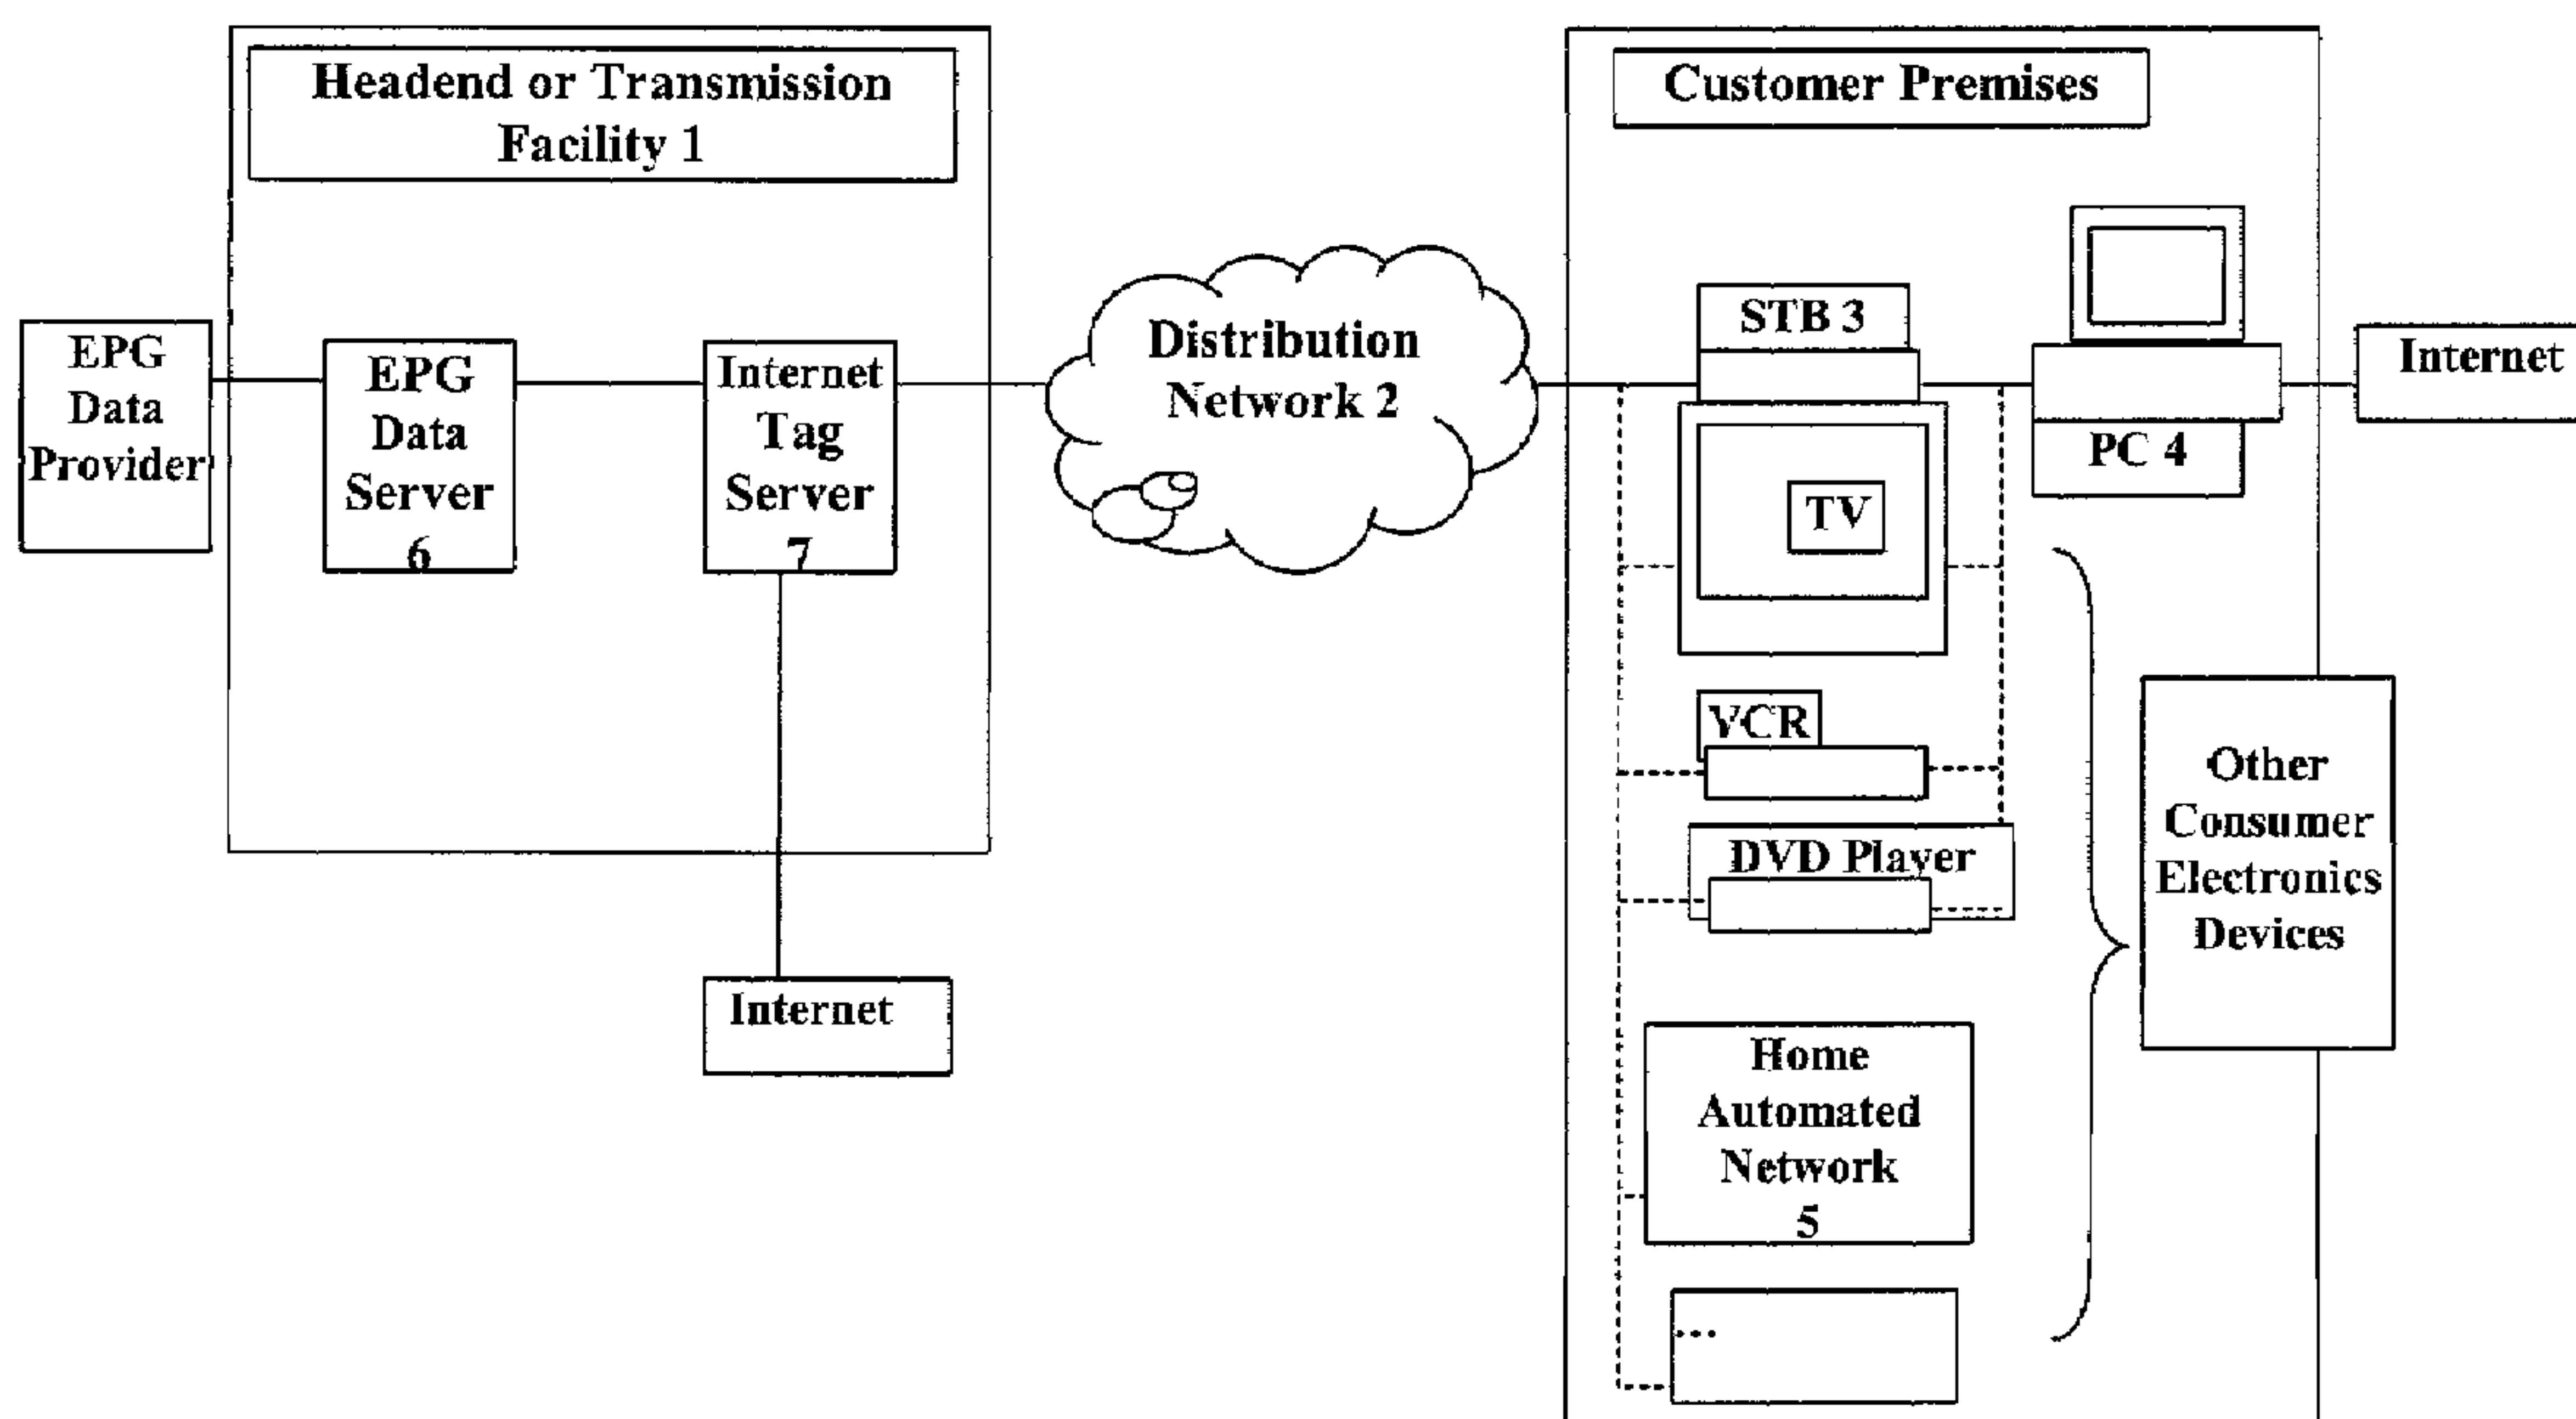 Headend or Transmission
Facility 1
EPG
Data
Provider
EPG
Data
Server
6
Internet
Tag
Server
7
Internet
Distribution
Network 2
Customer Premises
STB 3
TV
PC 4
Internet
VCR
DVD Player
Home
Automated
Network
5
...
Other
Consumer
Electronics
Devices